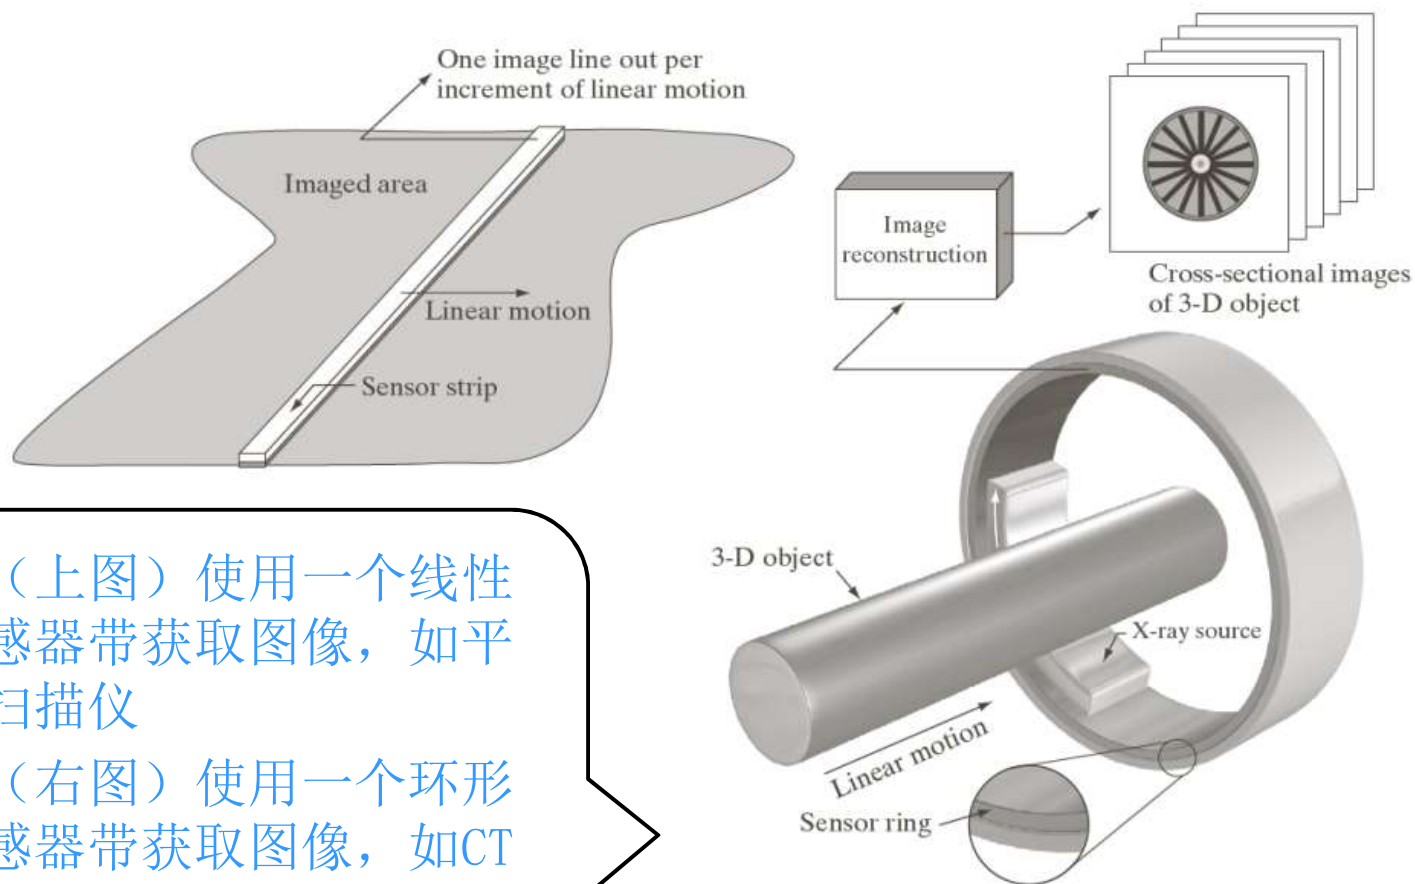 One image line out per
increment of linear motion
Imaged area
Linear motion
Sensor strip
Image
reconstruction
Cross-sectional images
of 3-D object
3-D object
X-ray source
Linear motion
Sensor ring
（上图）使用一个线性
感器带获取图像，如平
扫描仪
（右图）使用一个环形
感器带获取图像，如CT